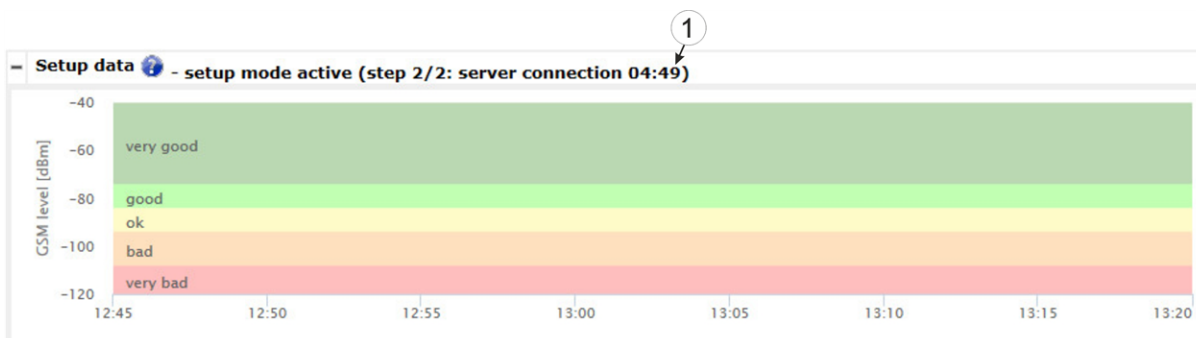 1
Setup data ? - setup mode active (step 2/2: server connection 04:49)
GSM level [dBm]
-40
-60
-80
-100
-120
very good
good
ok
bad
very bad
12:45 12:50 12:55 13:00 13:05 13:10 13:15 13:20